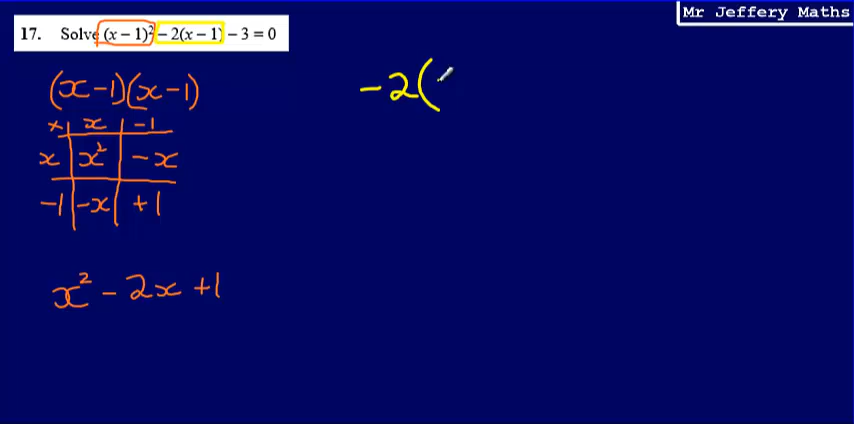 Mr Jeffery Maths
17. Solve (x – 1)² – 2(x – 1) – 3 = 0
(x – 1)(x – 1)
–2(
× x –1
x x² –x
–1 –x +1
x² – 2x + 1